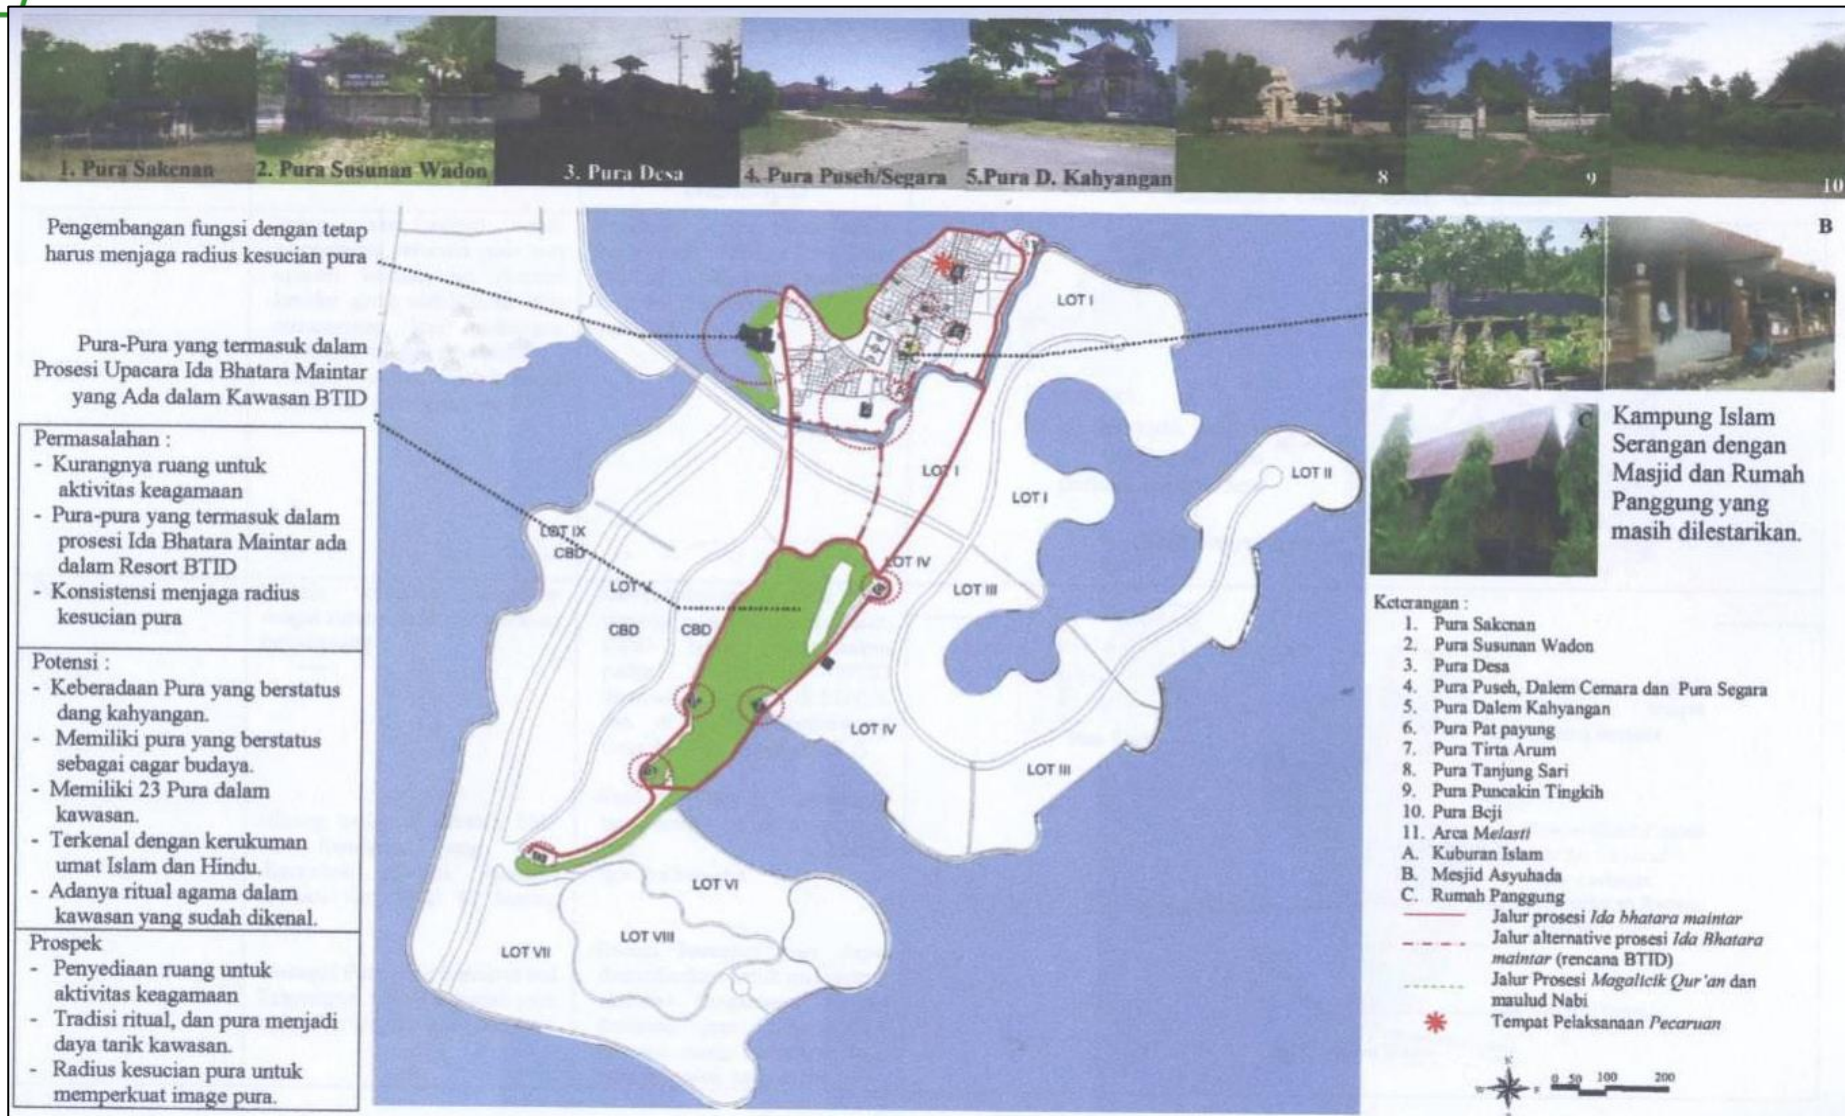 1. Pura Sakenan
2. Pura Susunan Wadon
3. Pura Desa
4. Pura Puseh/Segara
5.Pura D. Kahyangan
8
9
10
Pengembangan fungsi dengan tetap
harus menjaga radius kesucian pura
Pura-Pura yang termasuk dalam
Prosesi Upacara Ida Bhatara Maintar
yang Ada dalam Kawasan BTID
Permasalahan :
- Kurangnya ruang untuk
aktivitas keagamaan
- Pura-pura yang termasuk dalam
prosesi Ida Bhatara Maintar ada
dalam Resort BTID
- Konsistensi menjaga radius
kesucian pura
Potensi :
- Keberadaan Pura yang berstatus
dang kahyangan.
- Memiliki pura yang berstatus
sebagai cagar budaya.
- Memiliki 23 Pura dalam
kawasan.
- Terkenal dengan kerukuman
umat Islam dan Hindu.
- Adanya ritual agama dalam
kawasan yang sudah dikenal.
Prospek
- Penyediaan ruang untuk
aktivitas keagamaan
- Tradisi ritual, dan pura menjadi
daya tarik kawasan.
- Radius kesucian pura untuk
memperkuat image pura.
LOT I
LOT I
LOT I
LOT II
LOT IX
CBD
LOT V
CBD
CBD
LOT IV
LOT III
LOT IV
LOT III
LOT VI
LOT VII
LOT VIII
A
B
C
Kampung Islam
Serangan dengan
Masjid dan Rumah
Panggung yang
masih dilestarikan.
Keterangan :
1. Pura Sakenan
2. Pura Susunan Wadon
3. Pura Desa
4. Pura Puseh, Dalem Cemara dan Pura Segara
5. Pura Dalem Kahyangan
6. Pura Pat payung
7. Pura Tirta Arum
8. Pura Tanjung Sari
9. Pura Puncakin Tingkih
10. Pura Beji
11. Area Melasti
A. Kuburan Islam
B. Mesjid Asyuhada
C. Rumah Panggung
Jalur prosesi Ida bhatara maintar
Jalur alternative prosesi Ida Bhatara
maintar (rencana BTID)
Jalur Prosesi Magalicik Qur'an dan
maulud Nabi
Tempat Pelaksanaan Pecaruan
0 50 100 200